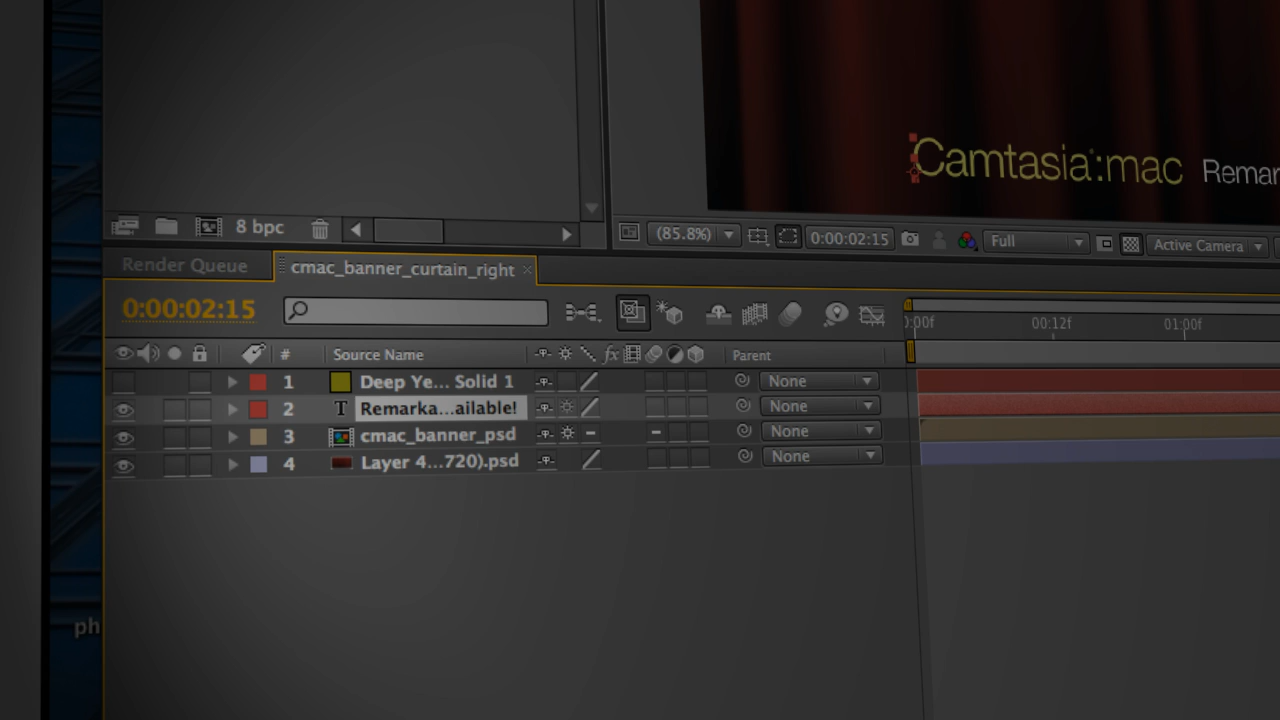 Camtasia:mac Remar
8 bpc
(85.8%) 0:00:02:15 Full Active Camera
Render Queue cmac_banner_curtain_right ×
0:00:02:15
:00f 00:12f 01:00f
# Source Name fx Parent
1 Deep Ye... Solid 1 None
2 T Remarka...ailable! None
3 cmac_banner_psd None
4 Layer 4...720).psd None
ph